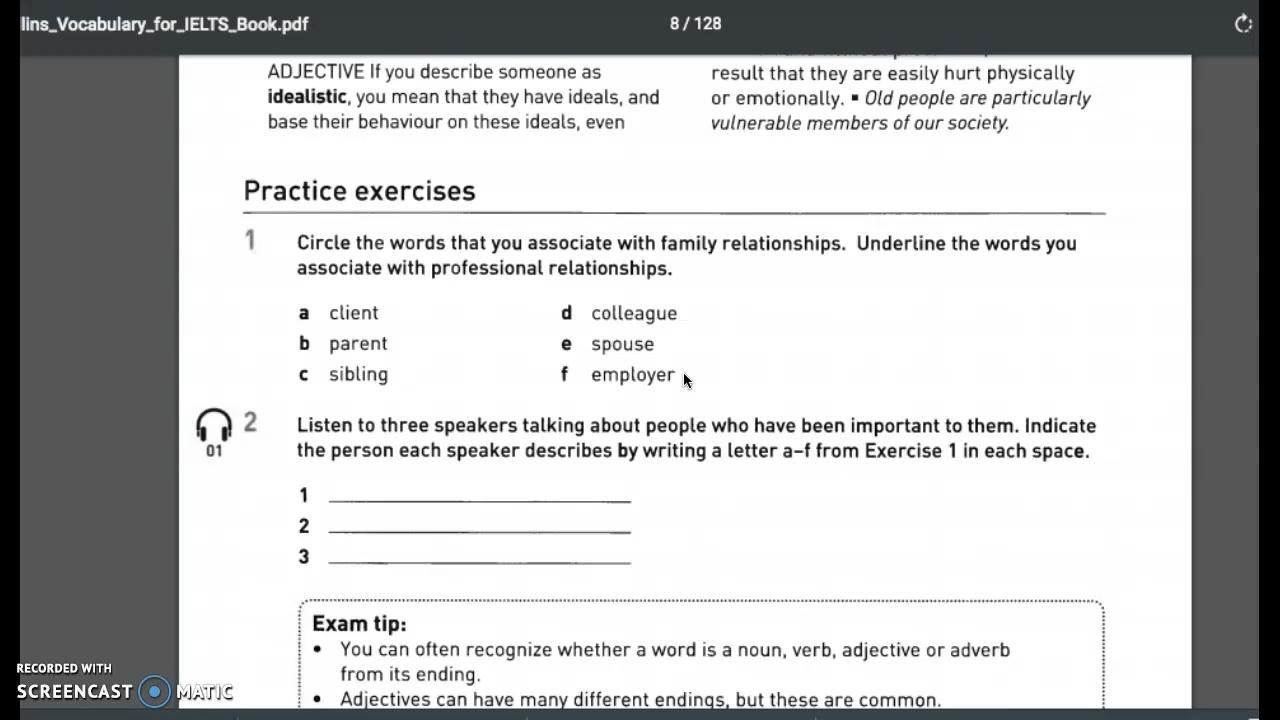 lins_Vocabulary_for_IELTS_Book.pdf
8 / 128
ADJECTIVE If you describe someone as
idealistic, you mean that they have ideals, and
base their behaviour on these ideals, even
result that they are easily hurt physically
or emotionally. ▪ Old people are particularly
vulnerable members of our society.
Practice exercises
1 Circle the words that you associate with family relationships. Underline the words you
associate with professional relationships.
a client
b parent
c sibling
d colleague
e spouse
f employer
01
2 Listen to three speakers talking about people who have been important to them. Indicate
the person each speaker describes by writing a letter a–f from Exercise 1 in each space.
1
2
3
Exam tip:
• You can often recognize whether a word is a noun, verb, adjective or adverb
from its ending.
• Adjectives can have many different endings, but these are common.
RECORDED WITH
SCREENCAST MATIC